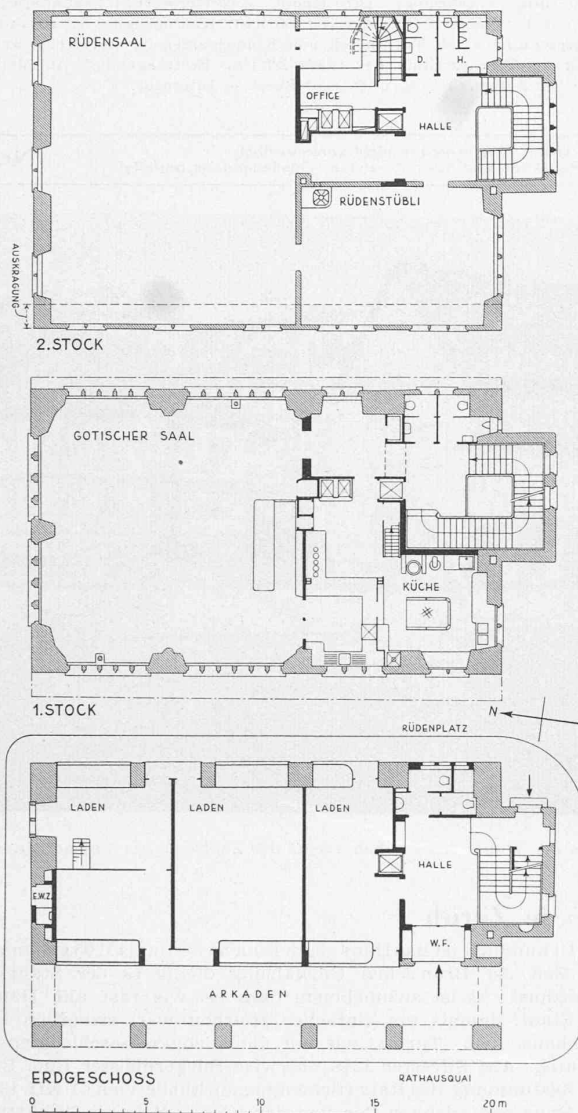 RÜDENSAAL
D.
H.
OFFICE
HALLE
RÜDENSTÜBLI
AUSKRAGUNG
2.STOCK
GOTISCHER SAAL
KÜCHE
1.STOCK
N
RÜDENPLATZ
LADEN
LADEN
LADEN
HALLE
E.W.Z.
W.F.
ARKADEN
ERDGESCHOSS
RATHAUSQUAI
0
5
10
15
20 m